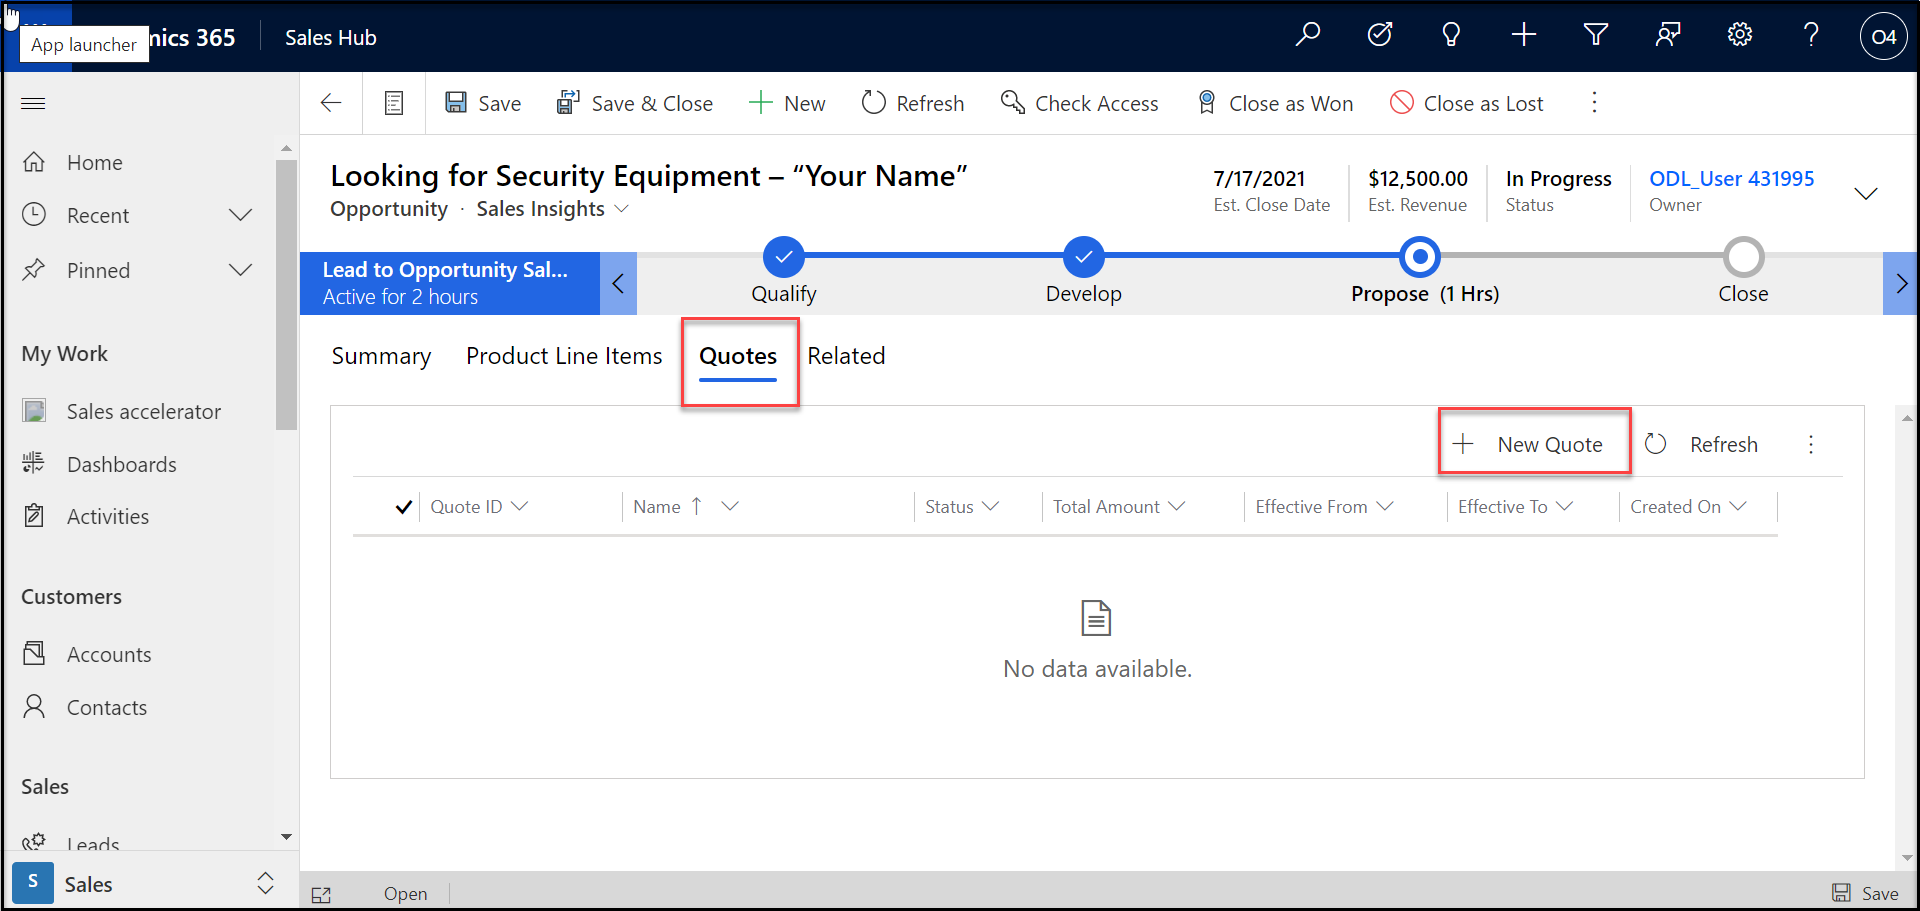 App launcher
mics 365
Sales Hub
O4
Save
Save & Close
New
Refresh
Check Access
Close as Won
Close as Lost
Home
Recent
Pinned
My Work
Sales accelerator
Dashboards
Activities
Customers
Accounts
Contacts
Sales
Leads
S
Sales
Looking for Security Equipment – “Your Name”
Opportunity · Sales Insights
7/17/2021
Est. Close Date
$12,500.00
Est. Revenue
In Progress
Status
ODL_User 431995
Owner
Lead to Opportunity Sal...
Active for 2 hours
Qualify
Develop
Propose (1 Hrs)
Close
Summary
Product Line Items
Quotes
Related
New Quote
Refresh
Quote ID
Name
Status
Total Amount
Effective From
Effective To
Created On
No data available.
Open
Save